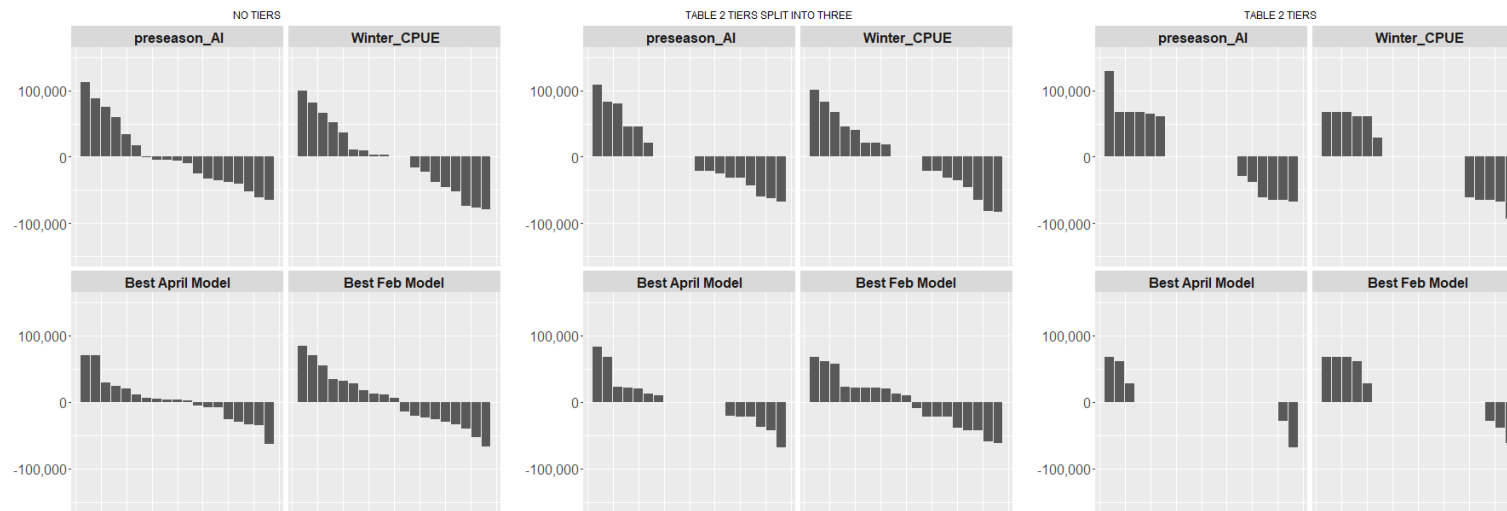 NO TIERS
preseason_AI Winter_CPUE
100,000
0
-100,000
Best April Model Best Feb Model
100,000
0
-100,000
TABLE 2 TIERS SPLIT INTO THREE
preseason_AI Winter_CPUE
100,000
0
-100,000
Best April Model Best Feb Model
100,000
0
-100,000
TABLE 2 TIERS
preseason_AI Winter_CPUE
100,000
0
-100,000
Best April Model Best Feb Model
100,000
0
-100,000